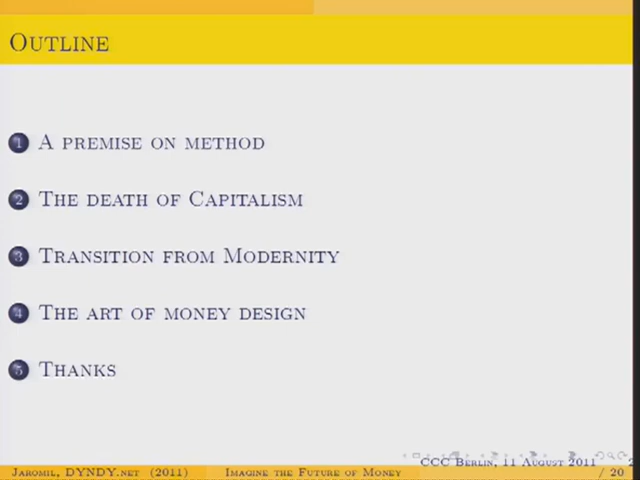 Outline
1 A premise on method
2 The death of Capitalism
3 Transition from Modernity
4 The art of money design
5 Thanks
CCC Berlin, 11 August 2011
Jaromil, DYNDY.net (2011) Imagine the Future of Money / 20